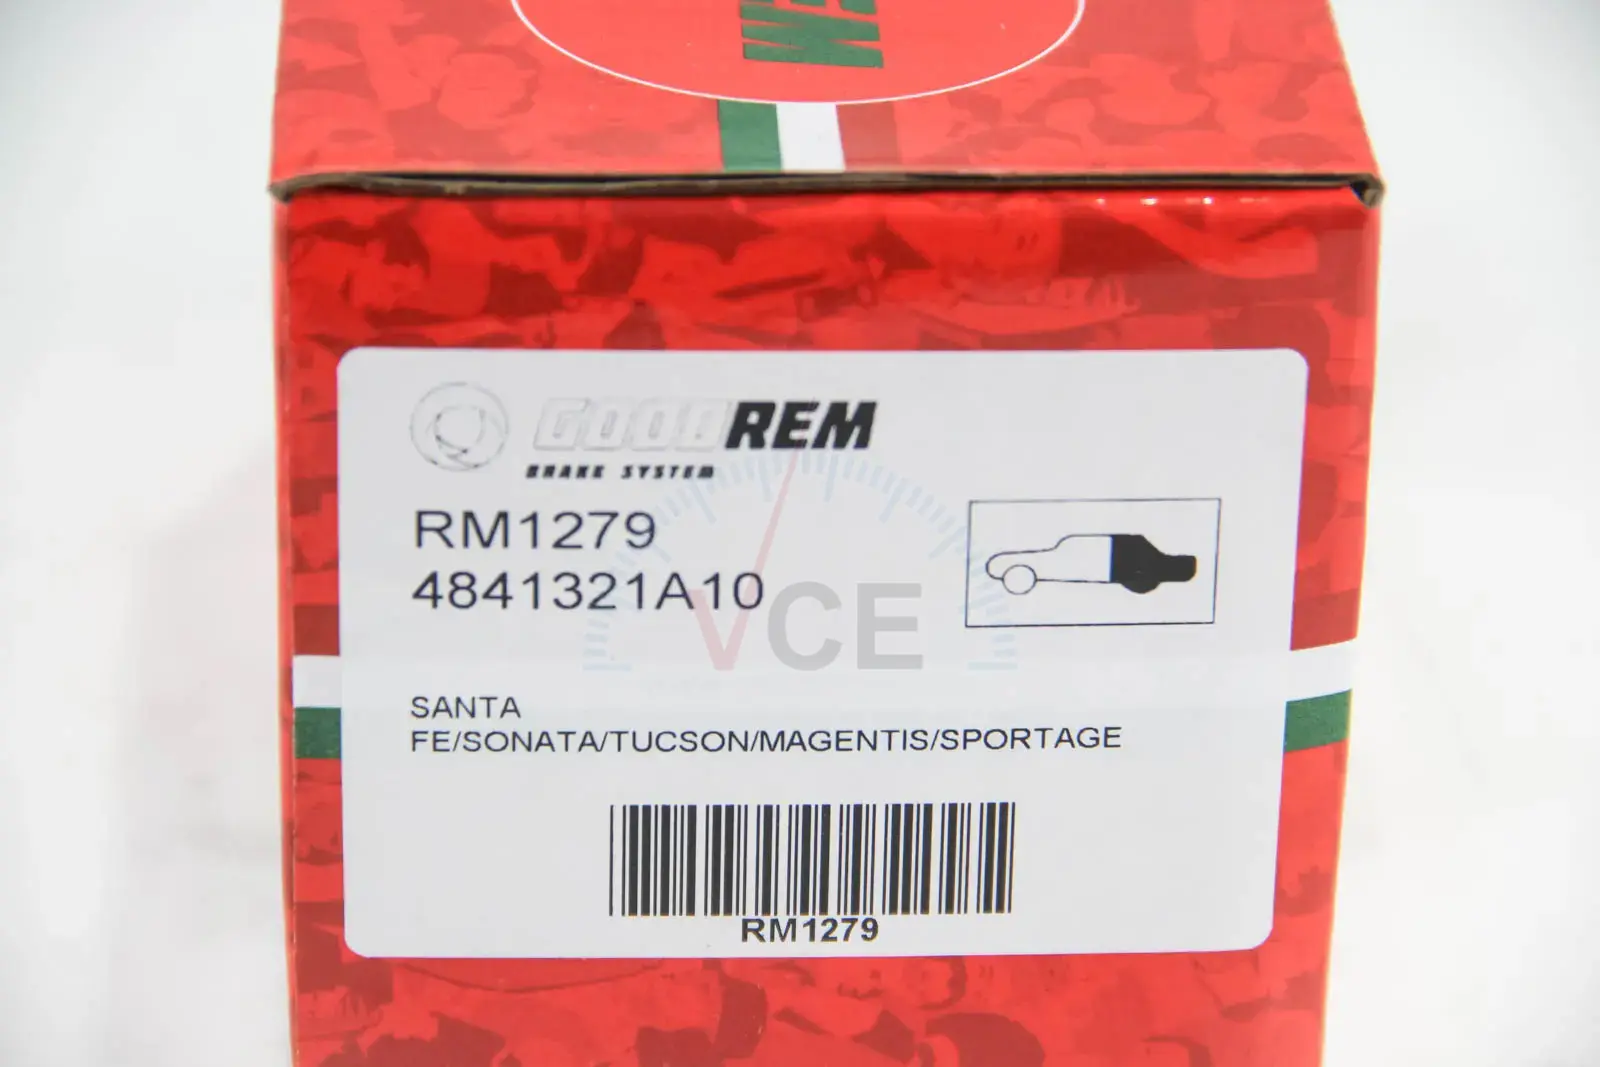 GOODREM
BRAKE SYSTEM
RM1279
4841321A10
VCE
SANTA
FE/SONATA/TUCSON/MAGENTIS/SPORTAGE
RM1279